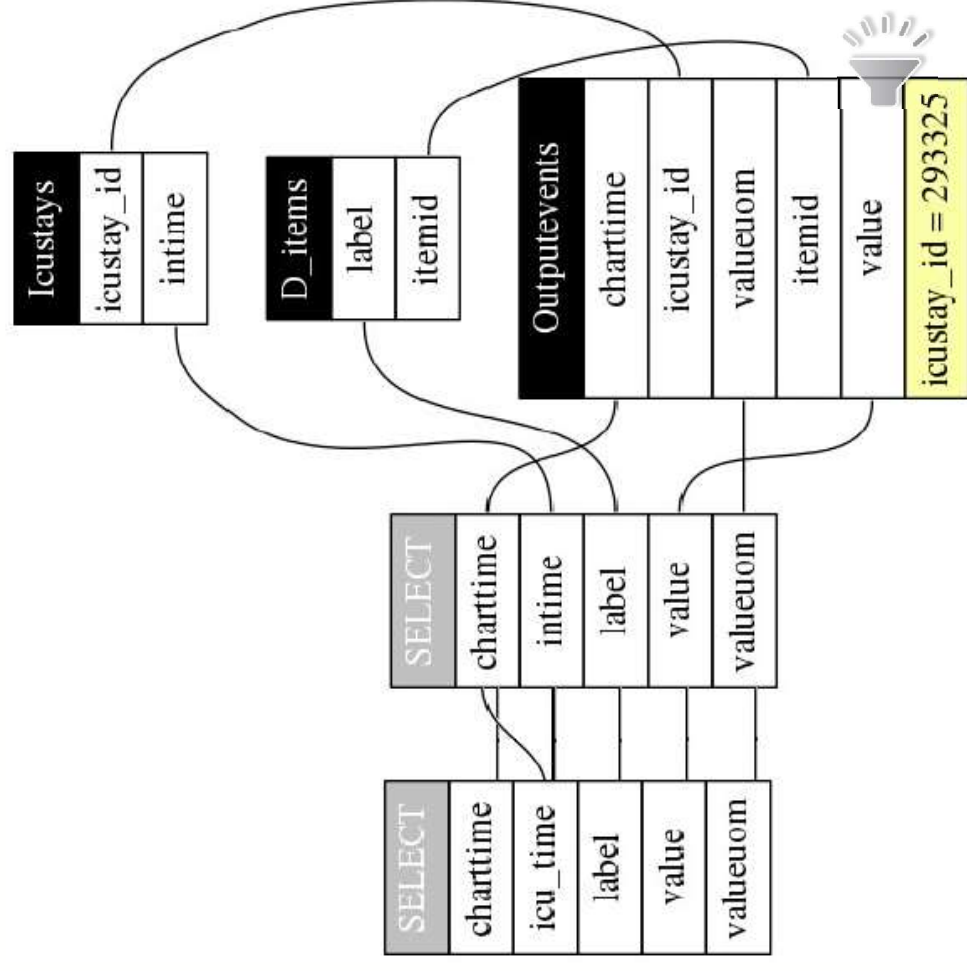 Icustays
icustay_id
intime
D_items
label
itemid
Outputevents
charttime
icustay_id
valueuom
itemid
value
icustay_id = 293325
SELECT
charttime
intime
label
value
valueuom
SELECT
charttime
icu_time
label
value
valueuom